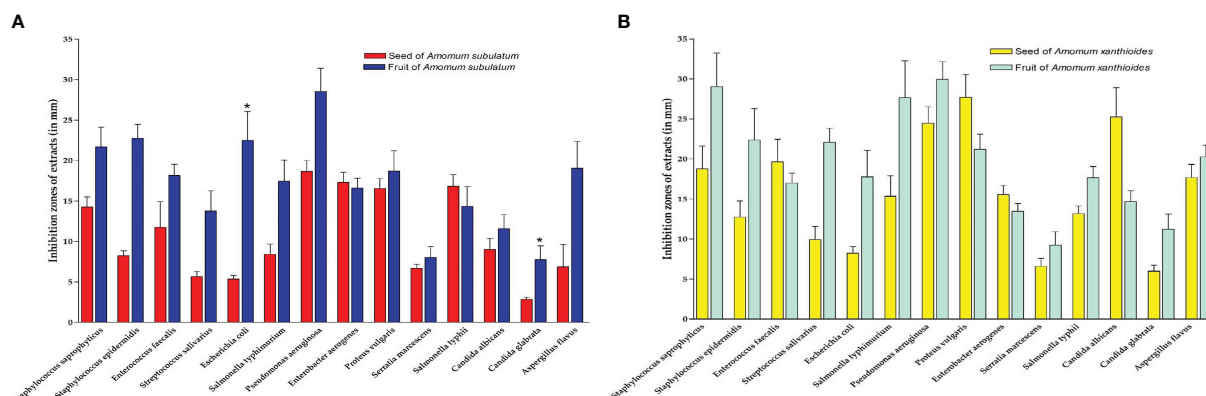 A
Inhibition zones of extracts (in mm)
35
30
25
20
15
10
5
0
Seed of Amomum subulatum
Fruit of Amomum subulatum
*
*
taphylococcus saprophyticus
Staphylococcus epidermidis
Enterococcus faecalis
Streptococcus salivarius
Escherichia coli
Salmonella typhimurium
Pseudomonas aeruginosa
Enterobacter aerogenes
Proteus vulgaris
Serratia marcescens
Salmonella typhii
Candida albicans
Candida glabrata
Aspergillus flavus
B
Inhibition zones of extracts (in mm)
35
30
25
20
15
10
5
0
Seed of Amomum xanthioides
Fruit of Amomum xanthioides
Staphylococcus saprophyticus
Staphylococcus epidermidis
Enterococcus faecalis
Streptococcus salivarius
Escherichia coli
Salmonella typhimurium
Pseudomonas aeruginosa
Proteus vulgaris
Enterobacter aerogenes
Serratia marcescens
Salmonella typhii
Candida albicans
Candida glabrata
Aspergillus flavus